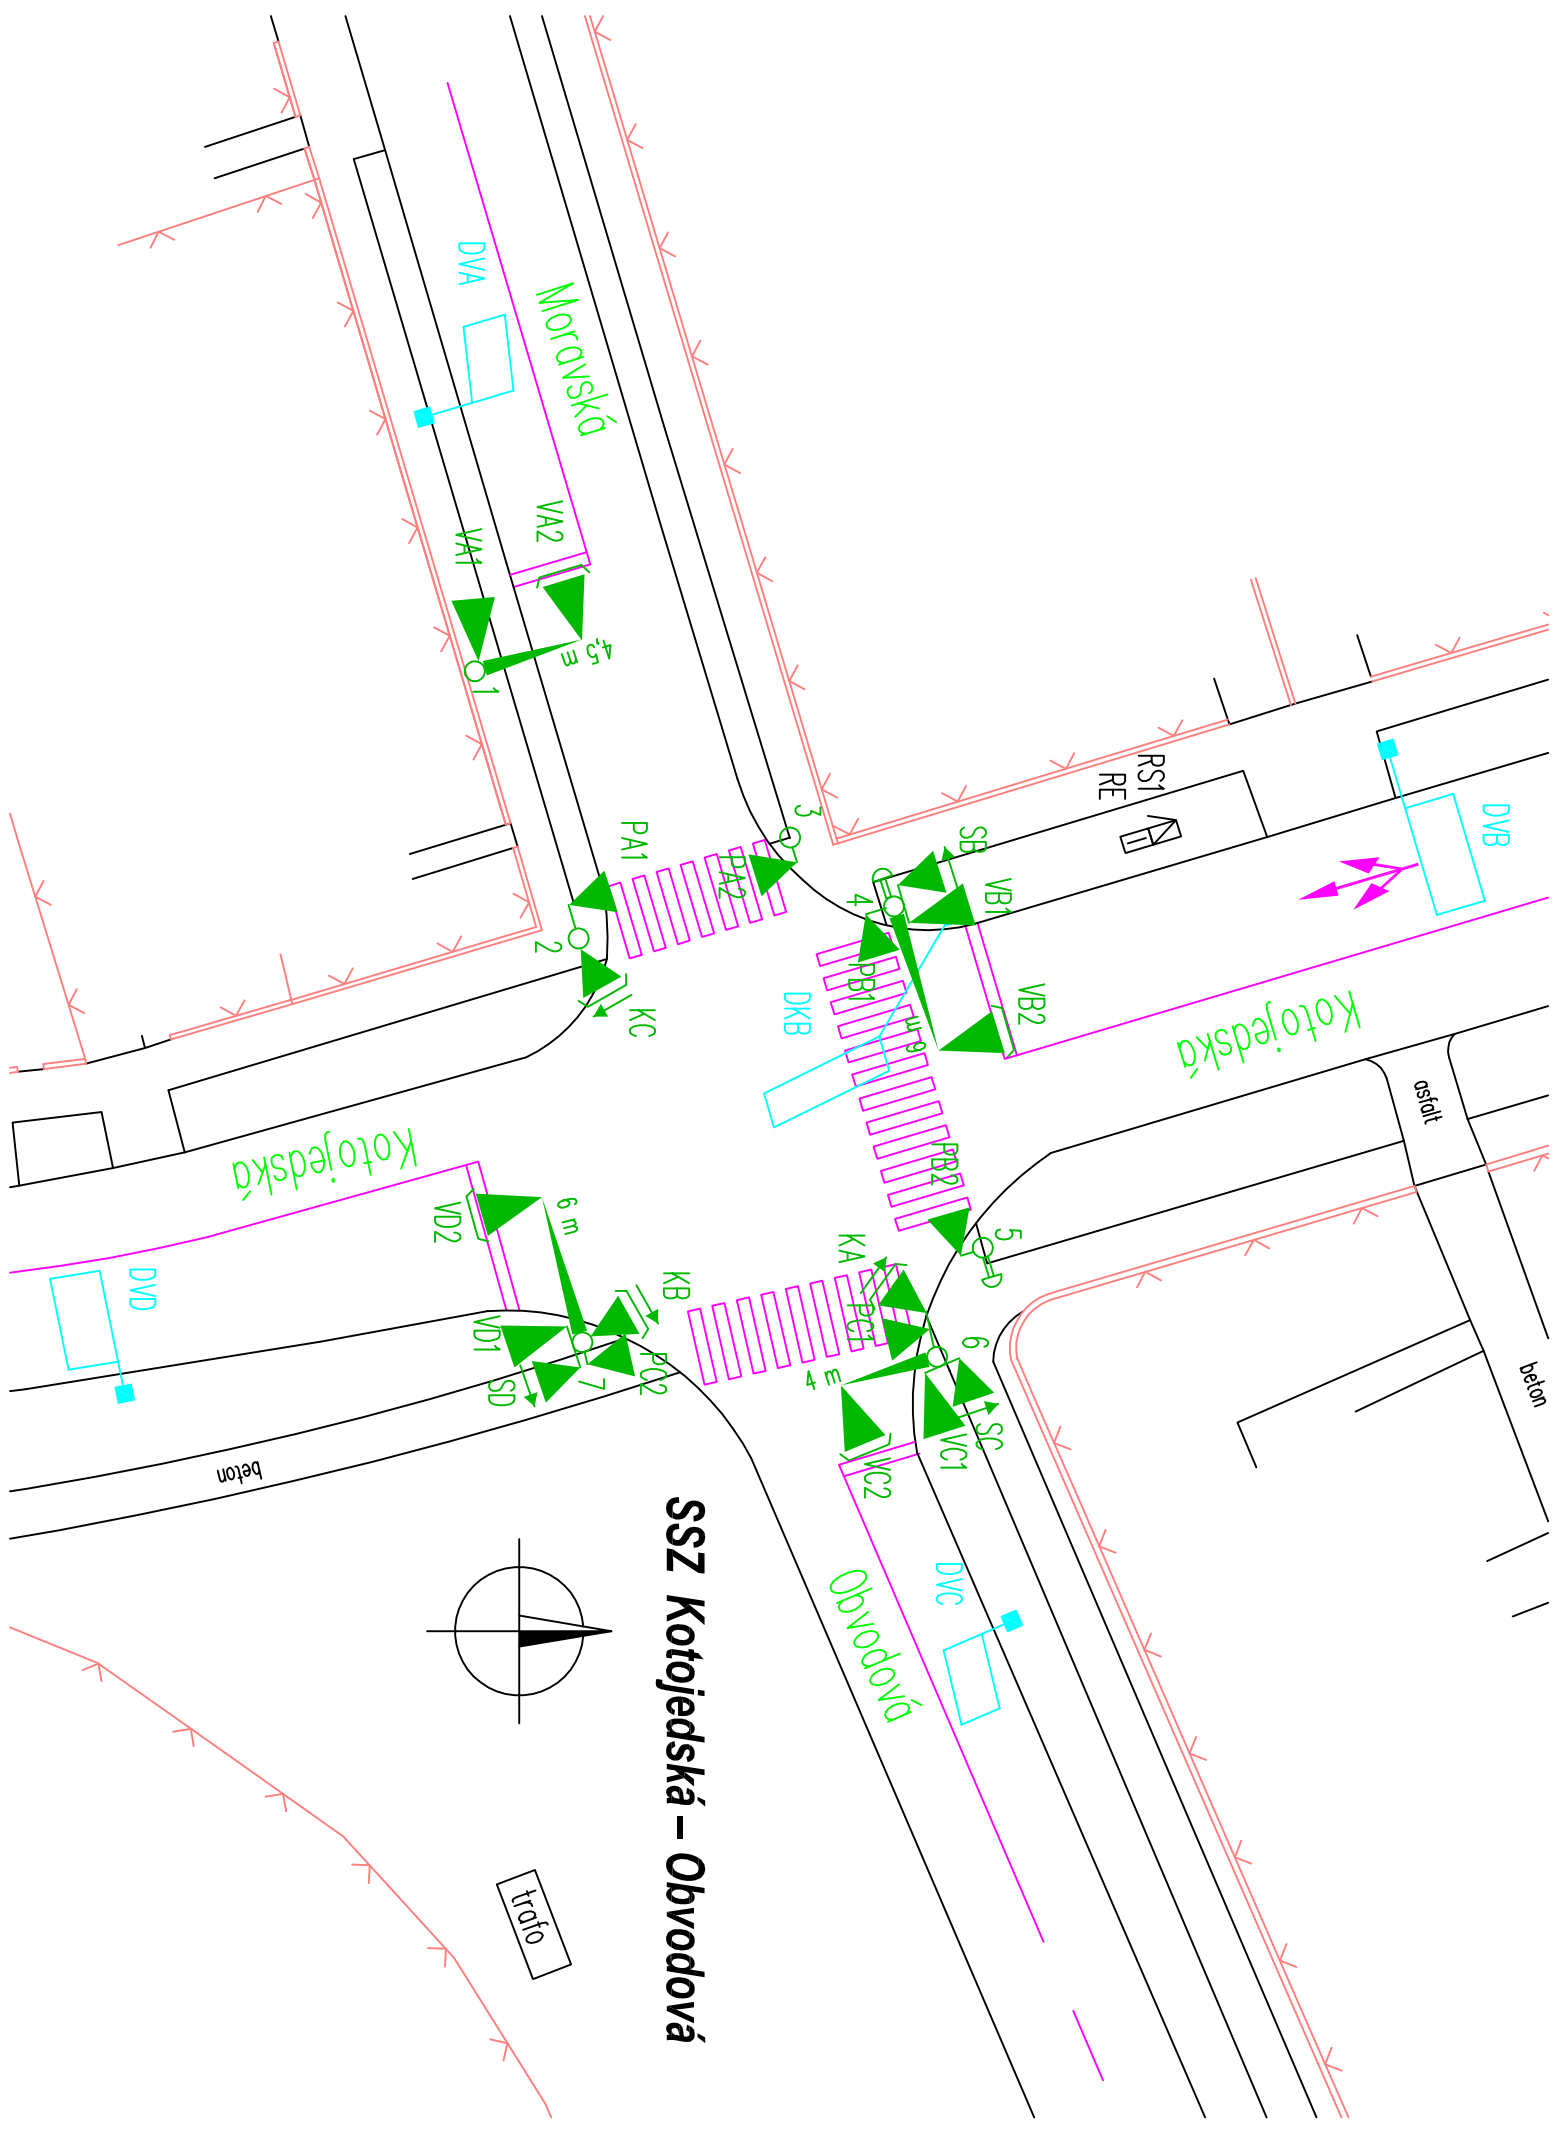 DVA
Moravská
VA2
VA1
4,5 m
1
RS1
RE
DVB
3
PA1
PA2
SB
VB1
4
2
PB1
KC
DKB
6 m
VB2
Kotojedská
asfalt
Kotojedská
PB2
VD2
6 m
5
D
KA
DVD
KB
PC1
6
VD1
PC2
7
4 m
SD
SC
VC1
VC2
beton
beton
SSZ Kotojedská – Obvodová
DVC
Obvodová
trafo